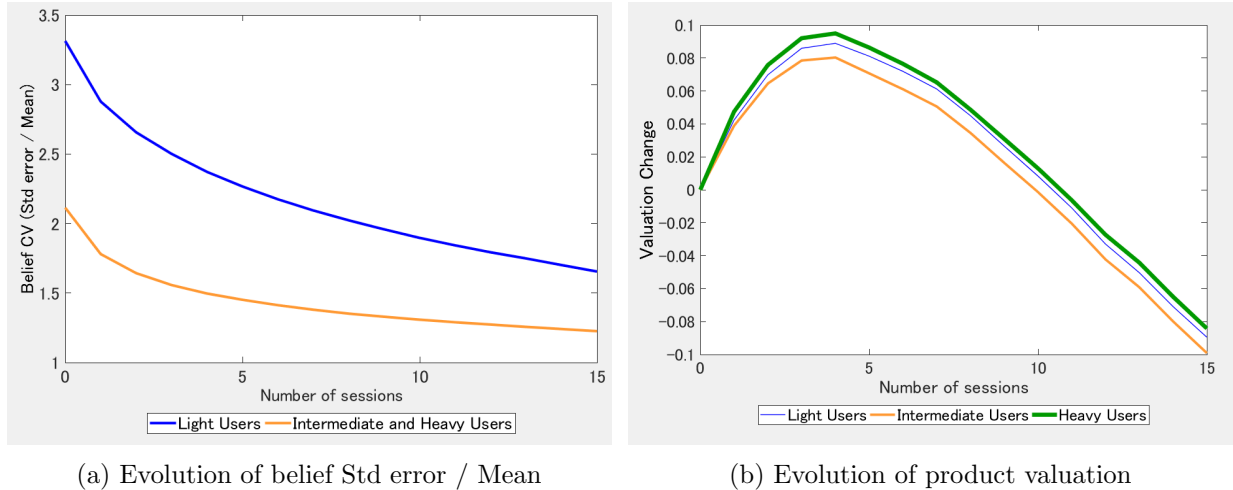 3.5
3
2.5
2
1.5
1
Belief CV (Std error / Mean)
0
5
10
15
Number of sessions
Light Users
Intermediate and Heavy Users
(a) Evolution of belief Std error / Mean
0.1
0.08
0.06
0.04
0.02
0
−0.02
−0.04
−0.06
−0.08
−0.1
Valuation Change
0
5
10
15
Number of sessions
Light Users
Intermediate Users
Heavy Users
(b) Evolution of product valuation